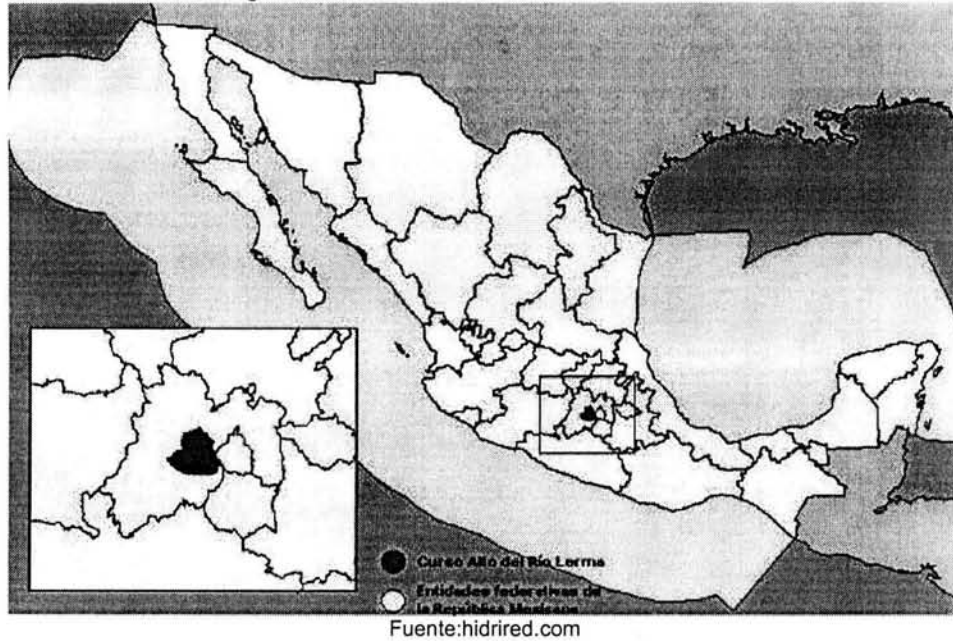 Curso Alto del Río Lerma
Entidades federativas de
la República Mexicana
Fuente:hidrired.com